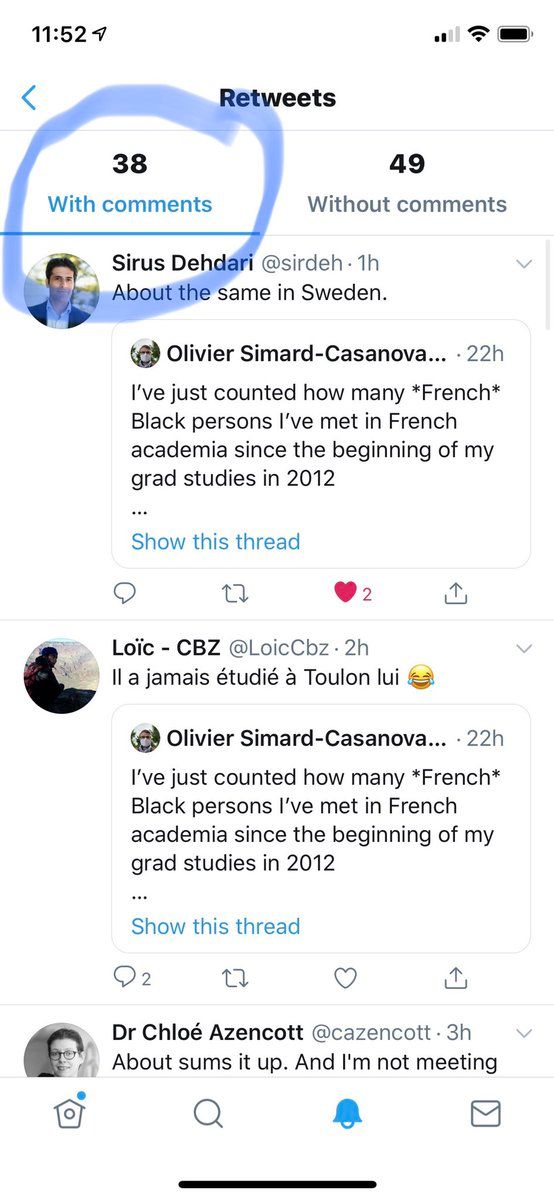 11:52
Retweets
38
With comments
49
Without comments
Sirus Dehdari @sirdeh · 1h
About the same in Sweden.
Olivier Simard-Casanova... · 22h
I've just counted how many *French*
Black persons I've met in French
academia since the beginning of my
grad studies in 2012
...
Show this thread
2
Loïc - CBZ @LoicCbz · 2h
Il a jamais étudié à Toulon lui 😂
Olivier Simard-Casanova... · 22h
I've just counted how many *French*
Black persons I've met in French
academia since the beginning of my
grad studies in 2012
...
Show this thread
2
Dr Chloé Azencott @cazencott · 3h
About sums it up. And I'm not meeting